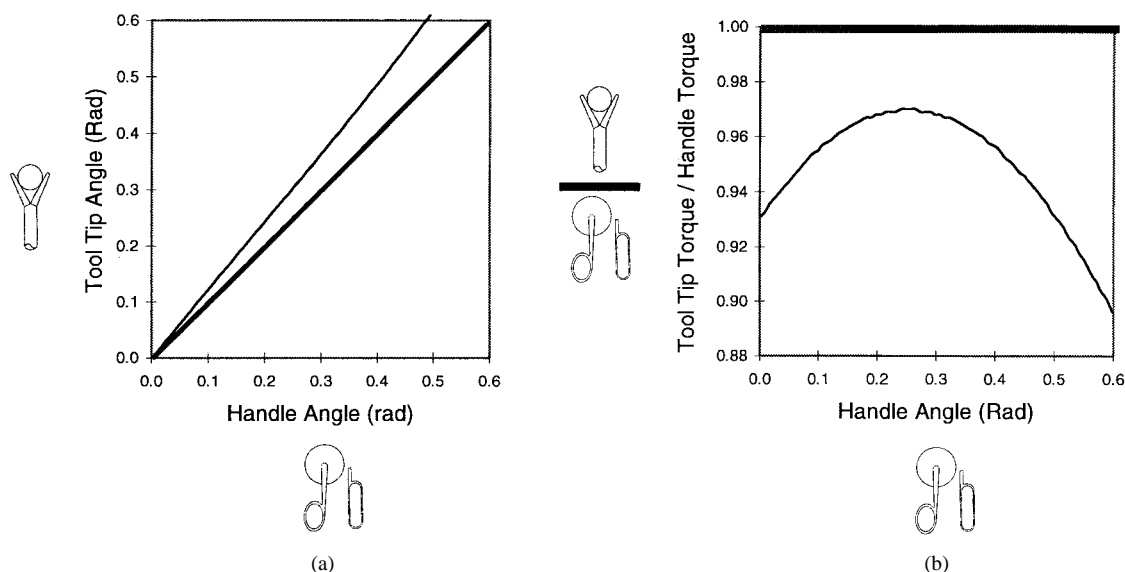 0.6
0.5
0.4
0.3
0.2
0.1
0.0
Tool Tip Angle (Rad)
0.0 0.1 0.2 0.3 0.4 0.5 0.6
Handle Angle (rad)
(a)
1.00
0.98
0.96
0.94
0.92
0.90
0.88
Tool Tip Torque / Handle Torque
0.0 0.1 0.2 0.3 0.4 0.5 0.6
Handle Angle (Rad)
(b)